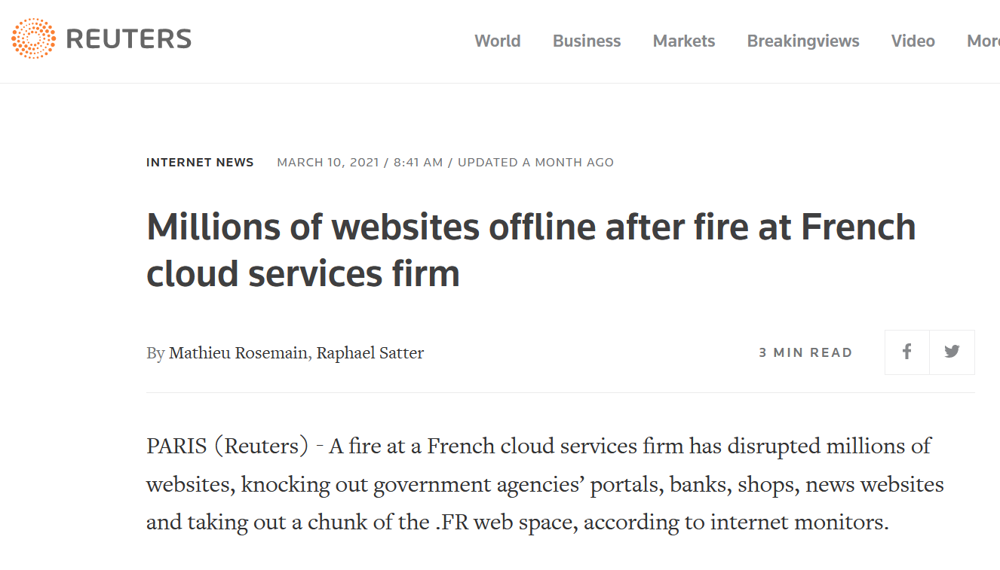 REUTERS
World Business Markets Breakingviews Video More
INTERNET NEWS MARCH 10, 2021 / 8:41 AM / UPDATED A MONTH AGO
Millions of websites offline after fire at French
cloud services firm
By Mathieu Rosemain, Raphael Satter
3 MIN READ
PARIS (Reuters) - A fire at a French cloud services firm has disrupted millions of
websites, knocking out government agencies’ portals, banks, shops, news websites
and taking out a chunk of the .FR web space, according to internet monitors.